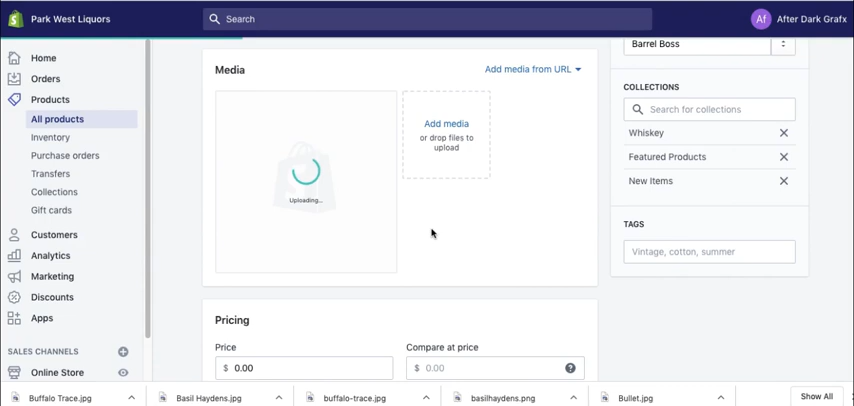 Park West Liquors
Search
Af
After Dark Grafx
Home
Orders
Products
All products
Inventory
Purchase orders
Transfers
Collections
Gift cards
Customers
Analytics
Marketing
Discounts
Apps
SALES CHANNELS
Online Store
Media
Add media from URL
Uploading...
Add media
or drop files to
upload
Pricing
Price
$ 0.00
Compare at price
$ 0.00
Barrel Boss
COLLECTIONS
Search for collections
Whiskey
Featured Products
New Items
TAGS
Vintage, cotton, summer
Buffalo Trace.jpg
Basil Haydens.jpg
buffalo-trace.jpg
basilhaydens.png
Bullet.jpg
Show All